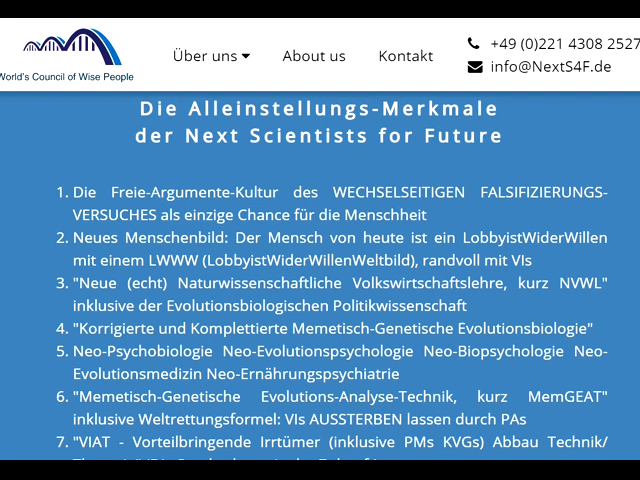 World's Council of Wise People
Über uns
About us
Kontakt
+49 (0)221 4308 2527
info@NextS4F.de
Die Alleinstellungs-Merkmale
der Next Scientists for Future
1. Die Freie-Argumente-Kultur des WECHSELSEITIGEN FALSIFIZIERUNGS-
VERSUCHES als einzige Chance für die Menschheit
2. Neues Menschenbild: Der Mensch von heute ist ein LobbyistWiderWillen
mit einem LWWW (LobbyistWiderWillenWeltbild), randvoll mit VIs
3. "Neue (echt) Naturwissenschaftliche Volkswirtschaftslehre, kurz NVWL"
inklusive der Evolutionsbiologischen Politikwissenschaft
4. "Korrigierte und Komplettierte Memetisch-Genetische Evolutionsbiologie"
5. Neo-Psychobiologie Neo-Evolutionspsychologie Neo-Biopsychologie Neo-
Evolutionsmedizin Neo-Ernährungspsychiatrie
6. "Memetisch-Genetische Evolutions-Analyse-Technik, kurz MemGEAT"
inklusive Weltrettungsformel: VIs AUSSTERBEN lassen durch PAs
7. "VIAT - Vorteilbringende Irrtümer (inklusive PMs KVGs) Abbau Technik/